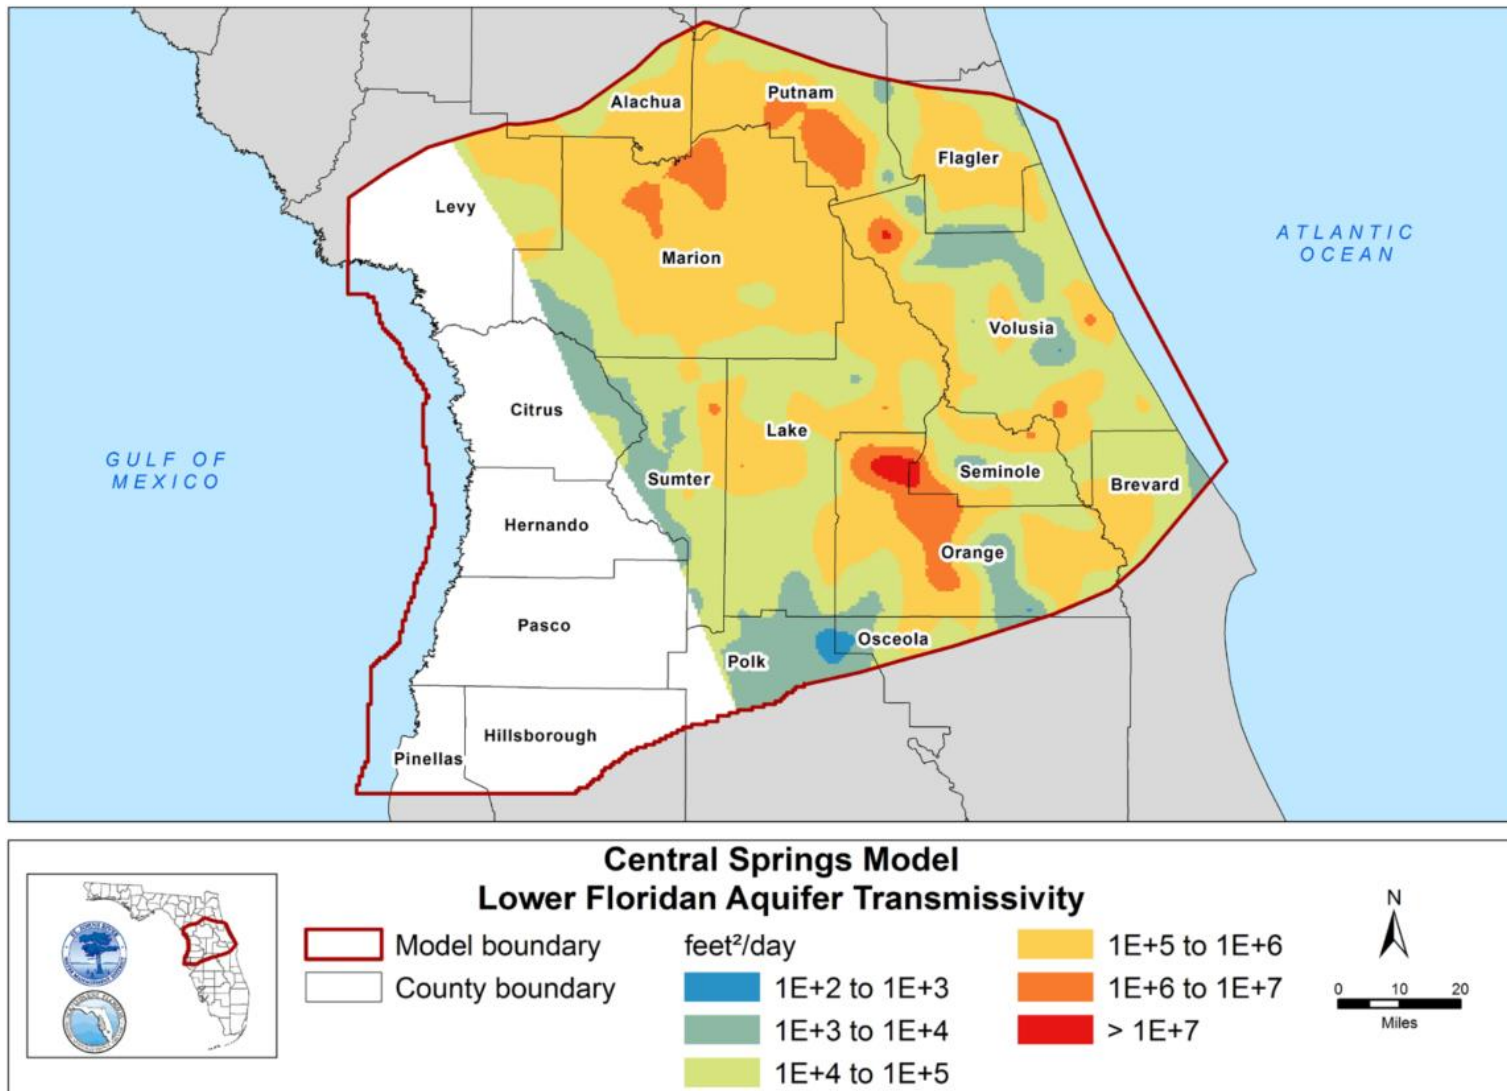 Alachua
Putnam
Flagler
Levy
Marion
ATLANTIC
OCEAN
Volusia
Citrus
Lake
GULF OF
MEXICO
Sumter
Seminole
Brevard
Hernando
Orange
Pasco
Osceola
Polk
Hillsborough
Pinellas
Central Springs Model
Lower Floridan Aquifer Transmissivity
Model boundary
County boundary
feet²/day
1E+2 to 1E+3
1E+3 to 1E+4
1E+4 to 1E+5
1E+5 to 1E+6
1E+6 to 1E+7
> 1E+7
N
0 10 20
Miles